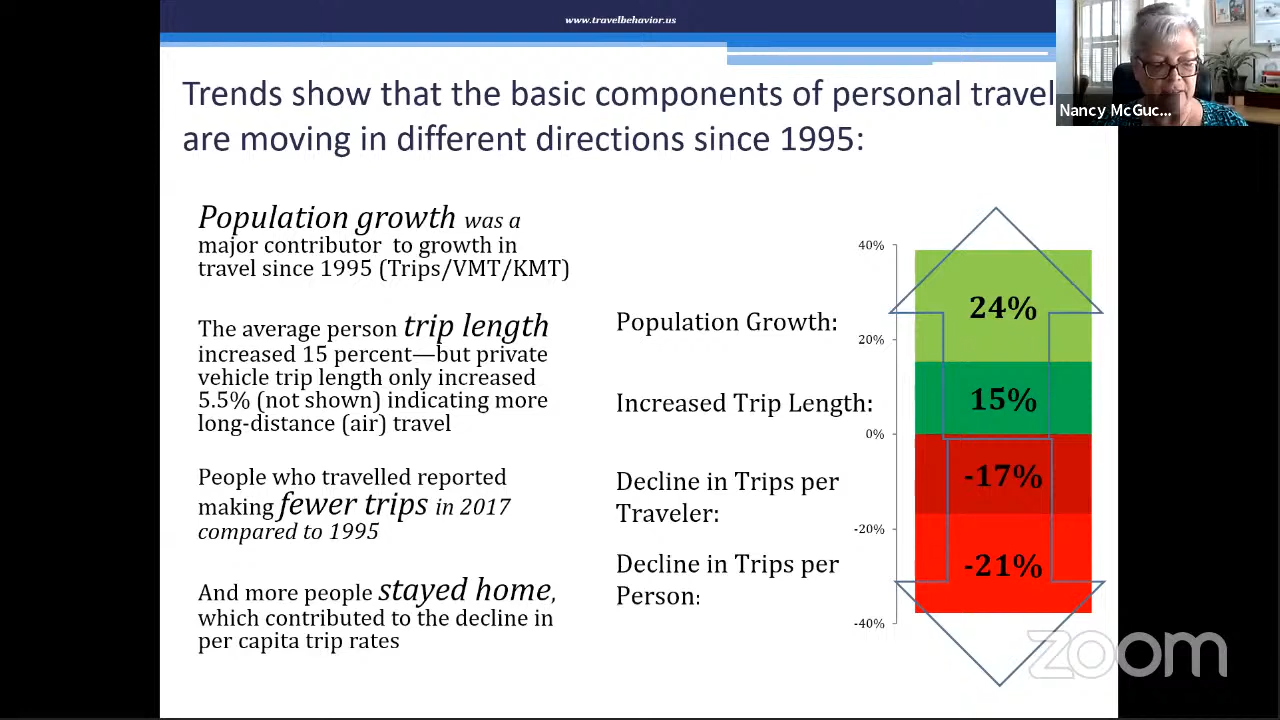 www.travelbehavior.us
Trends show that the basic components of personal travel
are moving in different directions since 1995:
Nancy McGuc...
Population growth was a
major contributor to growth in
travel since 1995 (Trips/VMT/KMT)
The average person trip length
increased 15 percent—but private
vehicle trip length only increased
5.5% (not shown) indicating more
long-distance (air) travel
People who travelled reported
making fewer trips in 2017
compared to 1995
And more people stayed home,
which contributed to the decline in
per capita trip rates
Population Growth:
Increased Trip Length:
Decline in Trips per
Traveler:
Decline in Trips per
Person:
40%
20%
0%
-20%
-40%
24%
15%
-17%
-21%
zoom